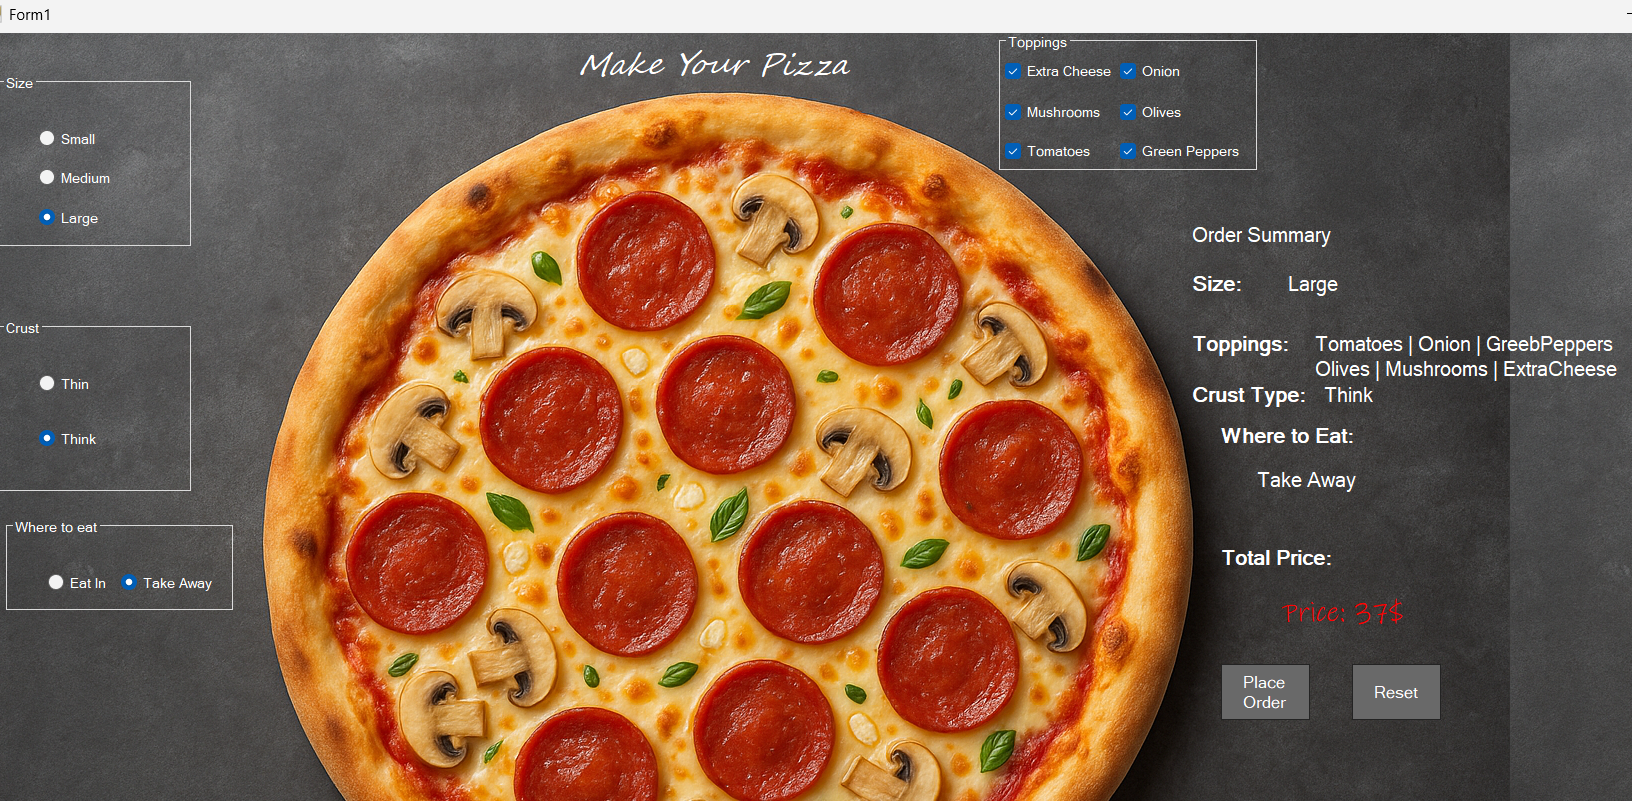 Form1
Make Your Pizza
Size
Small
Medium
Large
Crust
Thin
Think
Where to eat
Eat In Take Away
Toppings
Extra Cheese Onion
Mushrooms Olives
Tomatoes Green Peppers
Order Summary
Size: Large
Toppings: Tomatoes | Onion | GreebPeppers
Olives | Mushrooms | ExtraCheese
Crust Type: Think
Where to Eat:
Take Away
Total Price:
Price: 37$
Place
Order
Reset